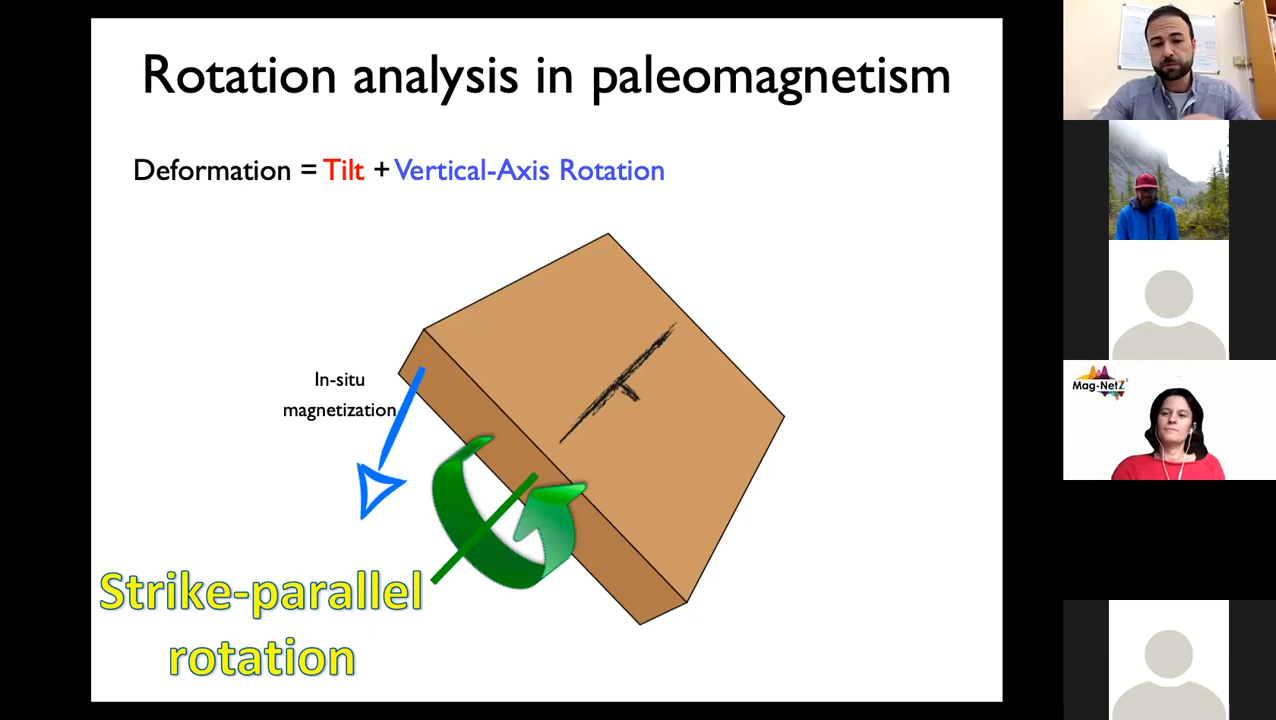 Rotation analysis in paleomagnetism
Deformation = Tilt + Vertical-Axis Rotation
In-situ
magnetization
Strike-parallel
rotation
Mag-NetZ